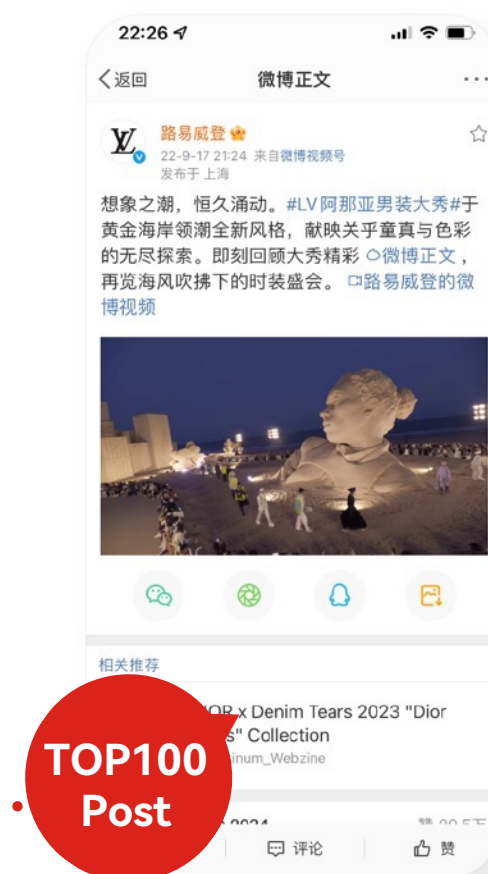 22:26
返回
微博正文
路易威登
22-9-17 21:24 来自微博视频号
发布于 上海
想象之潮，恒久涌动。#LV阿那亚男装大秀#于
黄金海岸领潮全新风格，献映关乎童真与色彩
的无尽探索。即刻回顾大秀精彩 微博正文，
再览海风吹拂下的时装盛会。 路易威登的微
博视频
相关推荐
x Denim Tears 2023 "Dior
Collection
inum_Webzine
TOP100
Post
评论
赞